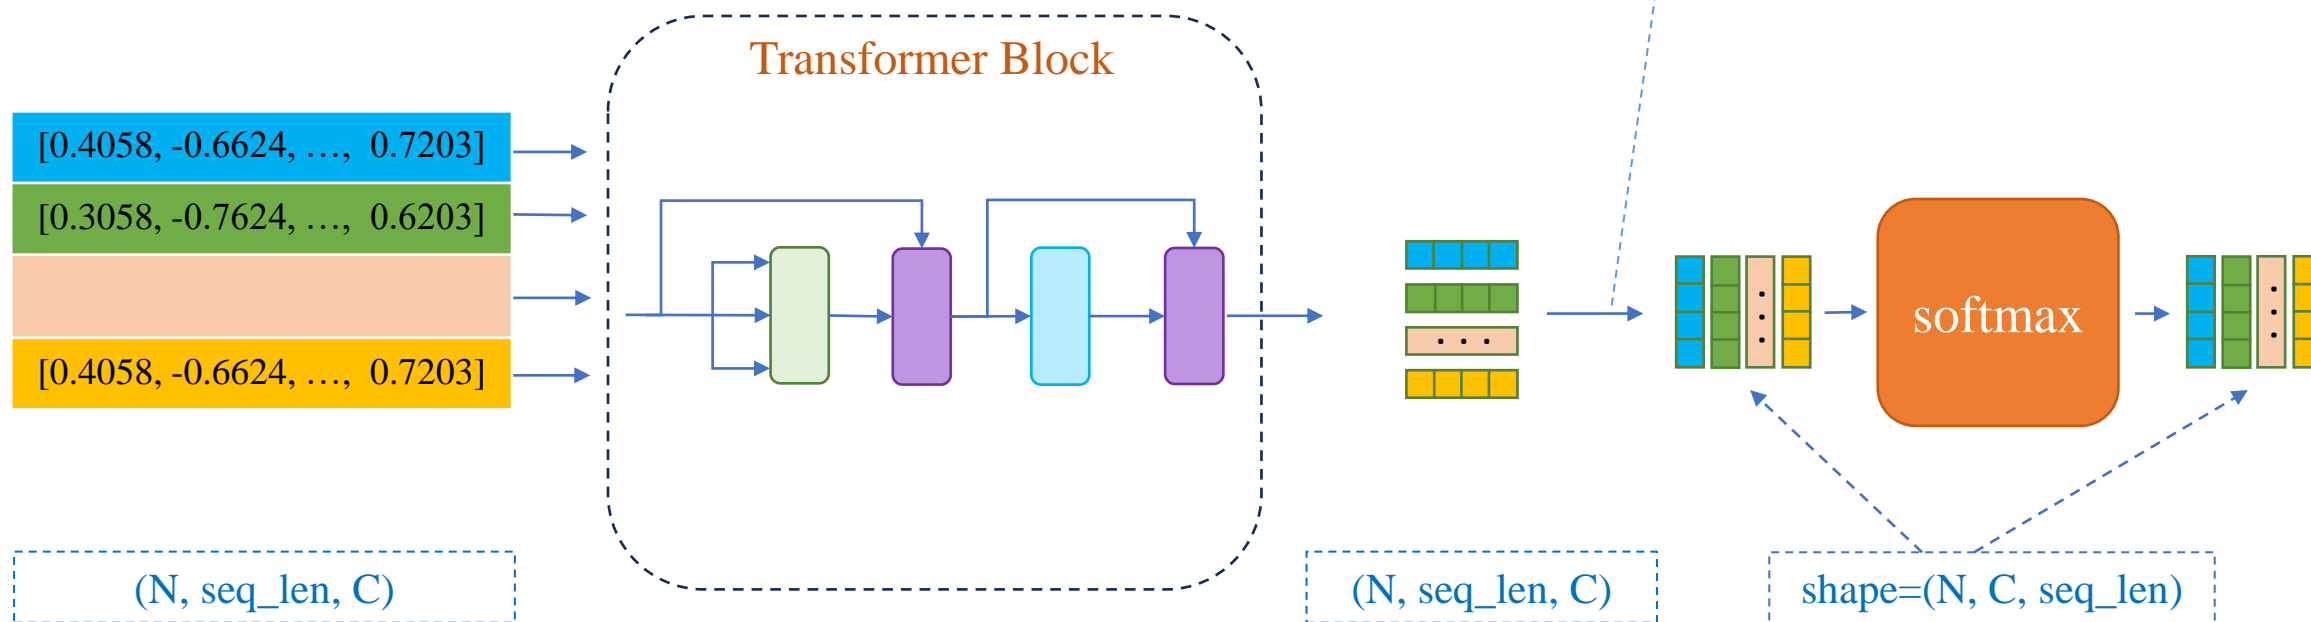 Transformer Block
[0.4058, -0.6624, …, 0.7203]
[0.3058, -0.7624, …, 0.6203]
[0.4058, -0.6624, …, 0.7203]
. . .
softmax
(N, seq_len, C)
(N, seq_len, C)
shape=(N, C, seq_len)